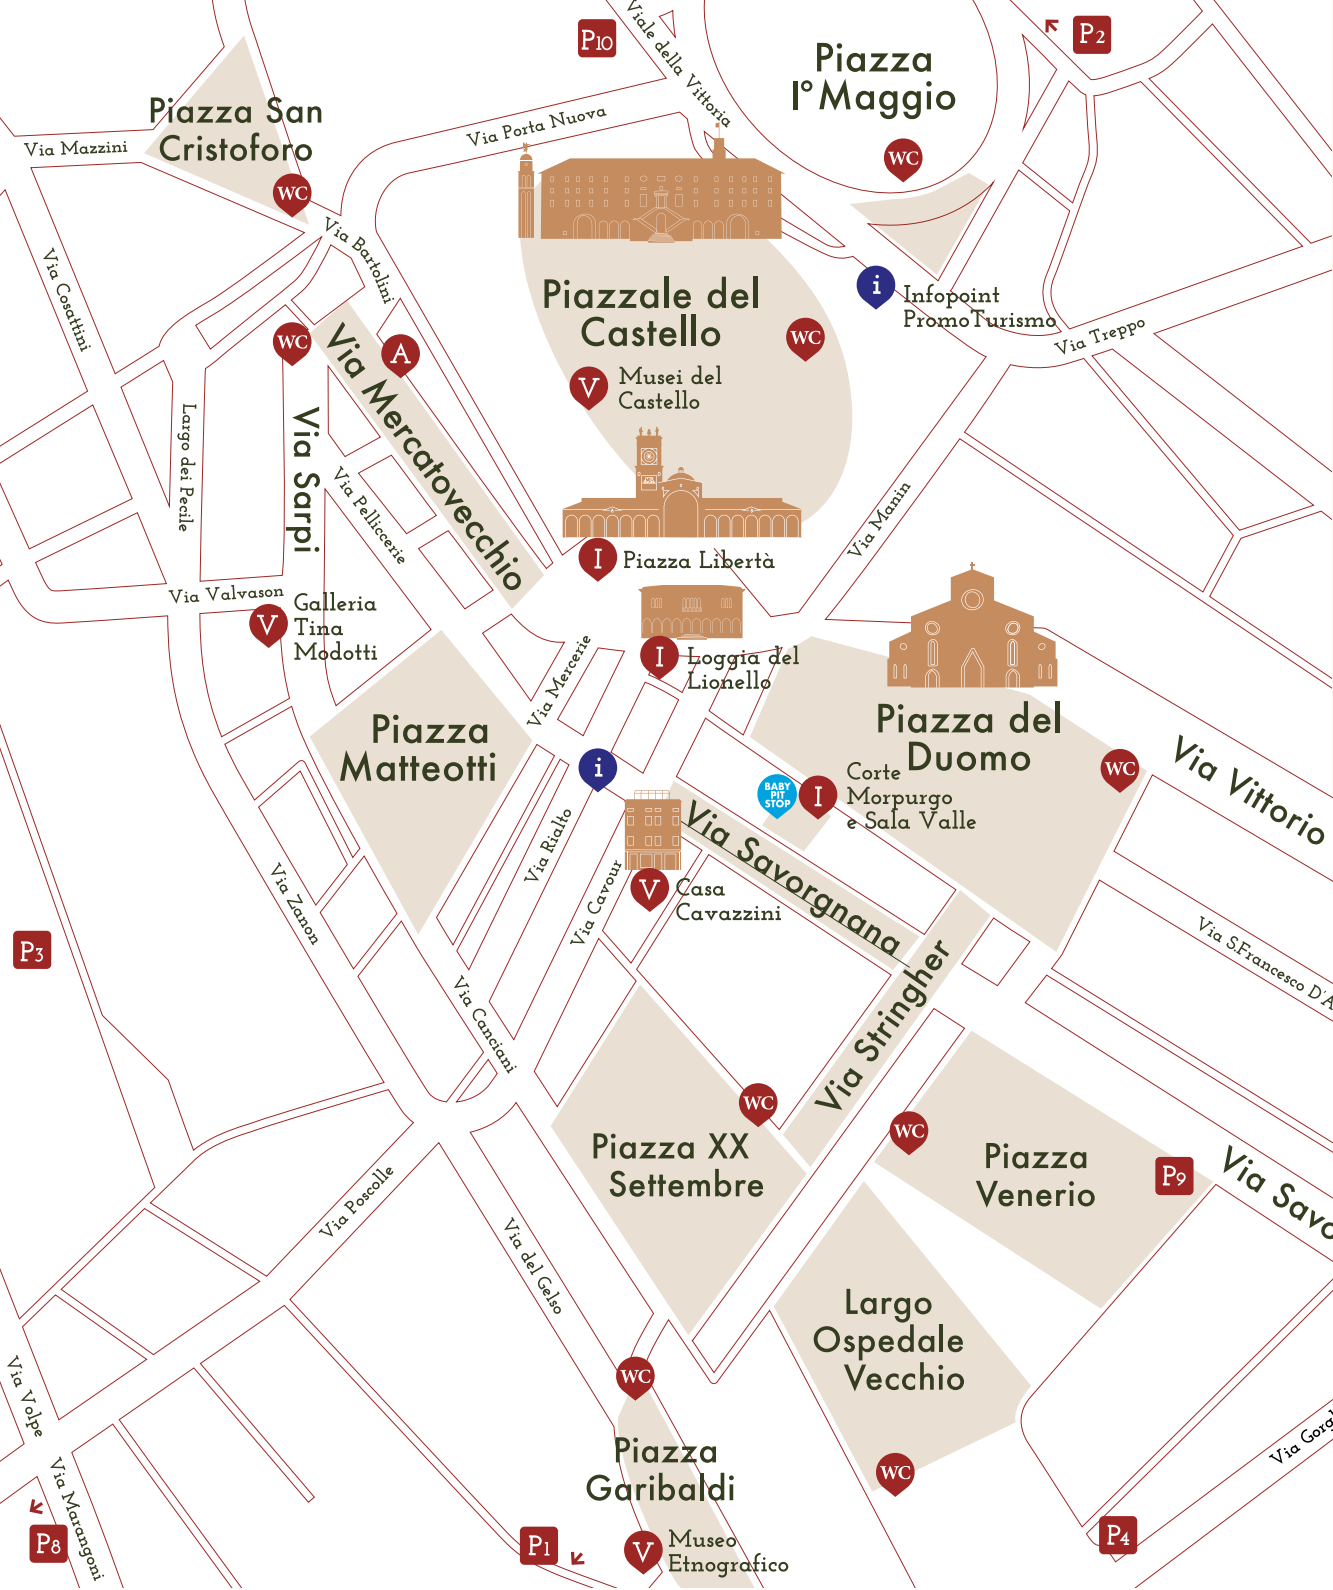 P10
Viale della Vittoria
P2
Piazza
I° Maggio
Piazza San
Cristoforo
Via Mazzini
Via Porta Nuova
WC
WC
Via Bartolini
Via Cosattini
Piazzale del
Castello
i
Infopoint
PromoTurismo
Via Treppo
WC
WC
A
V
Musei del
Castello
Via Mercatovecchio
Via Sarpi
Largo dei Pecile
Via Pelliccerie
Via Manin
I
Piazza Libertà
Via Valvason
V
Galleria
Tina
Modotti
I
Loggia del
Lionello
Via Mercerie
Piazza
Matteotti
Piazza del
Duomo
WC
Via Vittorio
i
BABY
PIT
STOP
I
Corte
Morpurgo
e Sala Valle
Via Rialto
Via Savorgnana
V
Casa
Cavazzini
Via Cavour
Via Zanon
P3
Via S.Francesco D'A
Via Stringher
Via Canciani
WC
WC
Piazza XX
Settembre
Piazza
Venerio
P9
Via Savo
Via Poscolle
Via del Gelso
Largo
Ospedale
Vecchio
WC
WC
Via Volpe
Via Gorg
Piazza
Garibaldi
Via Marangoni
P8
P1
V
Museo
Etnografico
P4